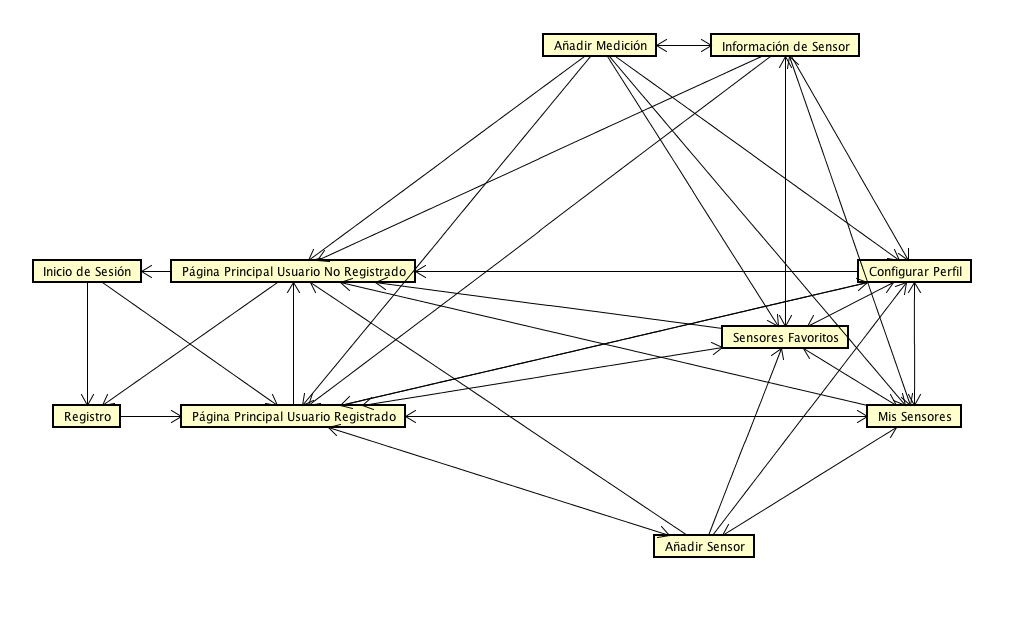 Añadir Medición
Información de Sensor
Inicio de Sesión
Página Principal Usuario No Registrado
Configurar Perfil
Sensores Favoritos
Registro
Página Principal Usuario Registrado
Mis Sensores
Añadir Sensor